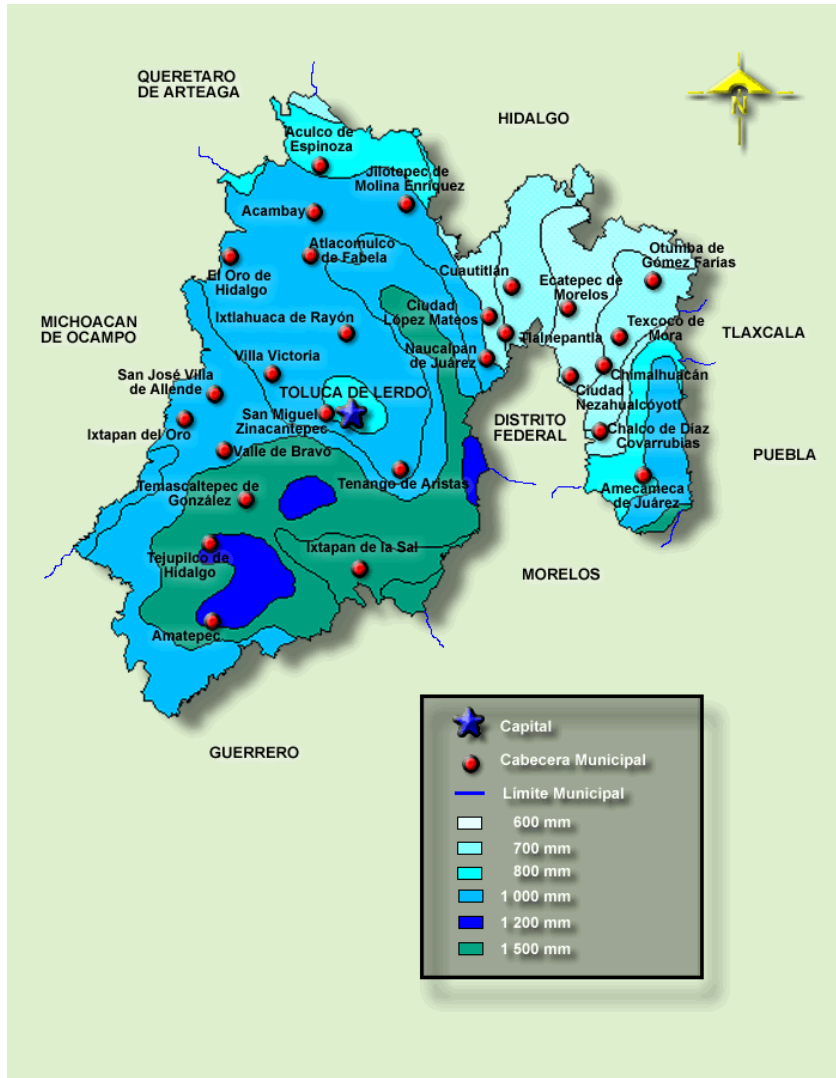 QUERETARO
DE ARTEAGA
HIDALGO
N
Aculco de
Espinoza
Jilotepec de
Molina Enríquez
Acambay
Atlacomulco
de Fabela
El Oro de
Hidalgo
Cuautitlán
Otumba de
Gómez Farías
Ecatepec de
Morelos
MICHOACAN
DE OCAMPO
Ixtlahuaca de Rayón
Ciudad
López Mateos
Tlalnepantla
Texcoco de
Mora
TLAXCALA
Villa Victoria
Naucalpan
de Juárez
Chimalhuacán
San José Villa
de Allende
TOLUCA DE LERDO
Ciudad
Nezahualcóyotl
Ixtapan del Oro
San Miguel
Zinacantepec
DISTRITO
FEDERAL
Chalco de Díaz
Covarrubias
PUEBLA
Valle de Bravo
Temascaltepec de
González
Tenango de Aristas
Amecameca
de Juárez
Ixtapan de la Sal
Tejupilco de
Hidalgo
MORELOS
Amatepec
GUERRERO
Capital
Cabecera Municipal
Límite Municipal
600 mm
700 mm
800 mm
1 000 mm
1 200 mm
1 500 mm